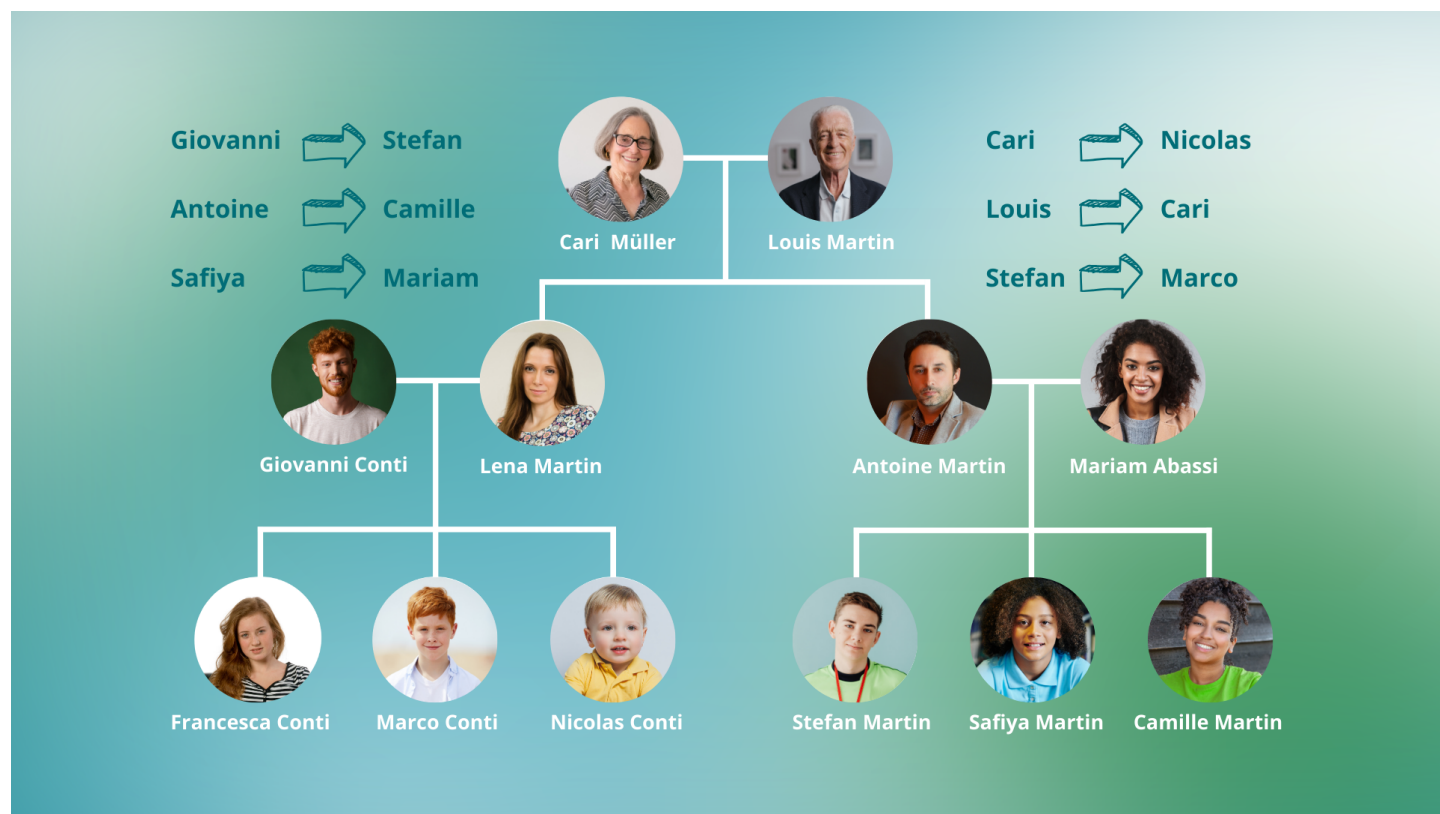 Giovanni Stefan
Antoine Camille
Safiya Mariam
Cari Nicolas
Louis Cari
Stefan Marco
Cari  Müller
Louis Martin
Giovanni Conti
Lena Martin
Antoine Martin
Mariam Abassi
Francesca Conti
Marco Conti
Nicolas Conti
Stefan Martin
Safiya Martin
Camille Martin